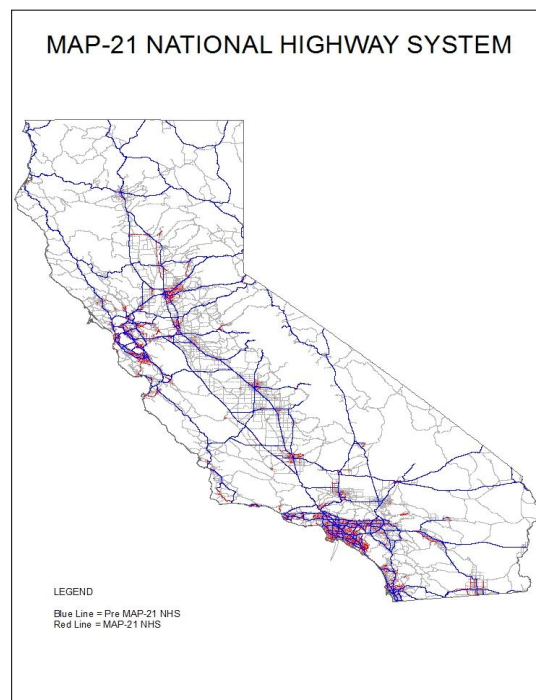 MAP-21 NATIONAL HIGHWAY SYSTEM
LEGEND
Blue Line = Pre MAP-21 NHS
Red Line = MAP-21 NHS